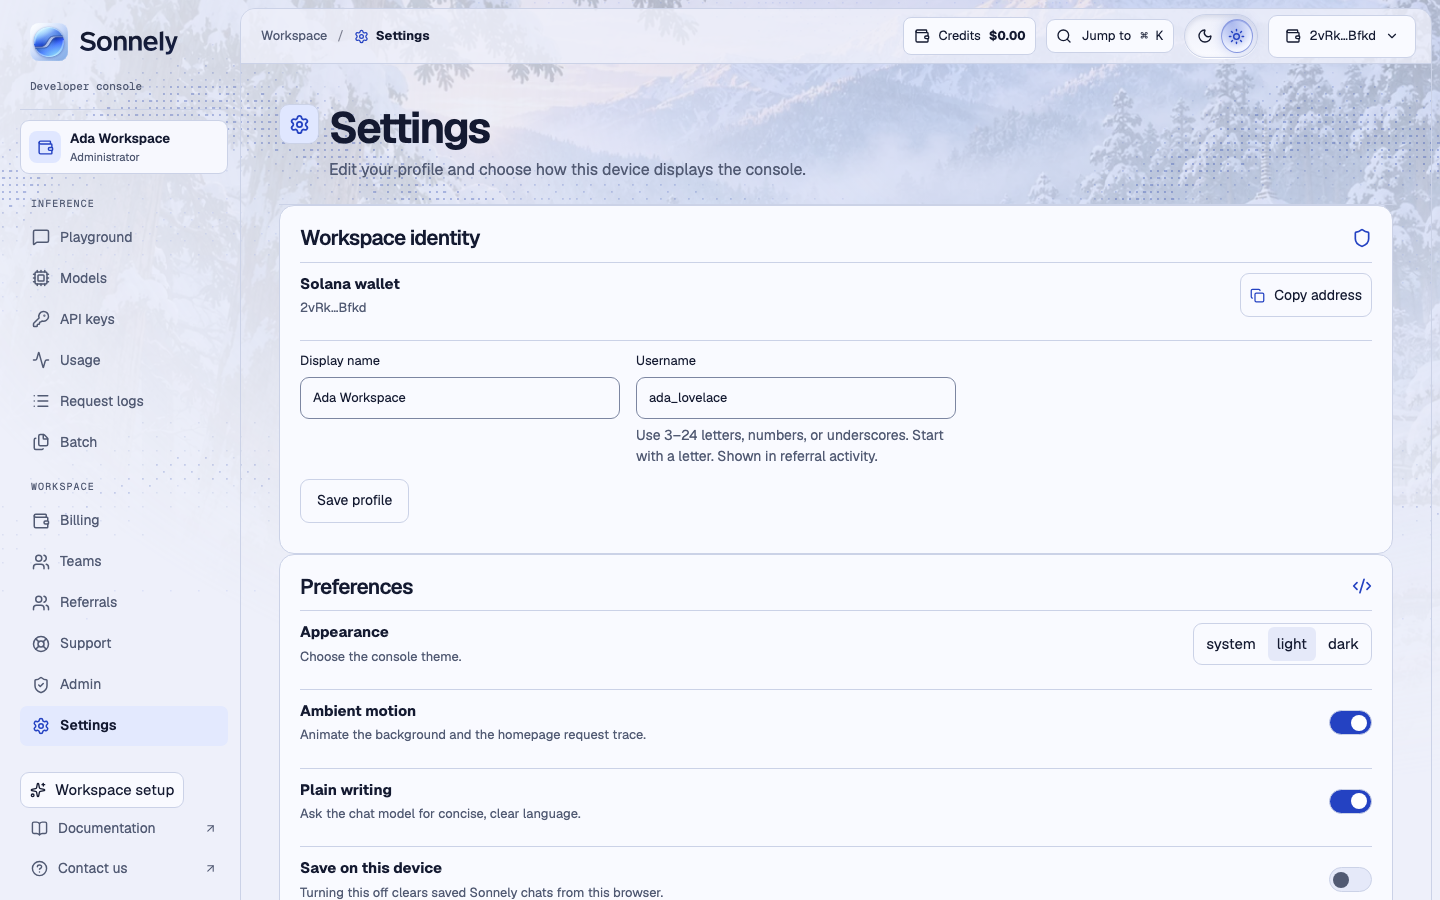 Sonnely
Developer console
Ada Workspace
Administrator
INFERENCE
Playground
Models
API keys
Usage
Request logs
Batch
WORKSPACE
Billing
Teams
Referrals
Support
Admin
Settings
Workspace setup
Documentation
Contact us
Workspace / Settings
Credits $0.00
Jump to ⌘ K
2vRk…Bfkd
Settings
Edit your profile and choose how this device displays the console.
Workspace identity
Solana wallet
2vRk…Bfkd
Copy address
Display name
Ada Workspace
Username
ada_lovelace
Use 3–24 letters, numbers, or underscores. Start
with a letter. Shown in referral activity.
Save profile
Preferences
Appearance
Choose the console theme.
system light dark
Ambient motion
Animate the background and the homepage request trace.
Plain writing
Ask the chat model for concise, clear language.
Save on this device
Turning this off clears saved Sonnely chats from this browser.